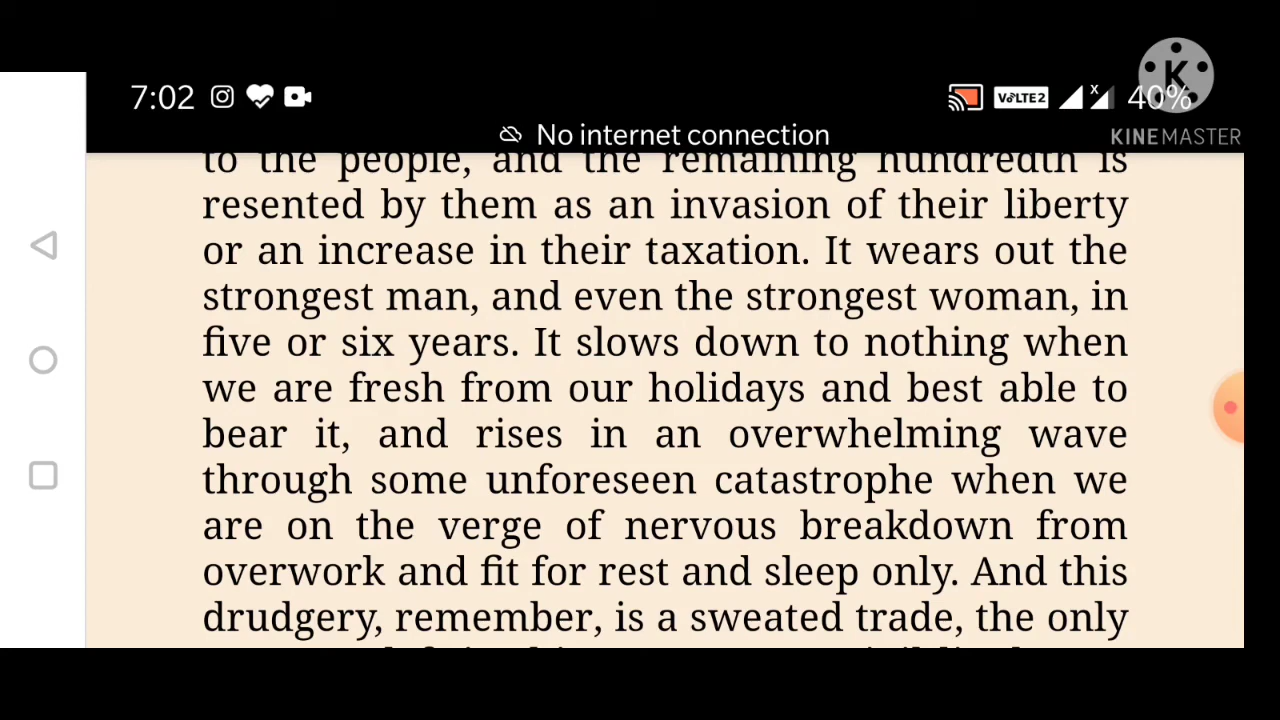 7:02
VoLTE2
X
40%
K
KINEMASTER
No internet connection
to the people, and the remaining hundredth is
resented by them as an invasion of their liberty
or an increase in their taxation. It wears out the
strongest man, and even the strongest woman, in
five or six years. It slows down to nothing when
we are fresh from our holidays and best able to
bear it, and rises in an overwhelming wave
through some unforeseen catastrophe when we
are on the verge of nervous breakdown from
overwork and fit for rest and sleep only. And this
drudgery, remember, is a sweated trade, the only